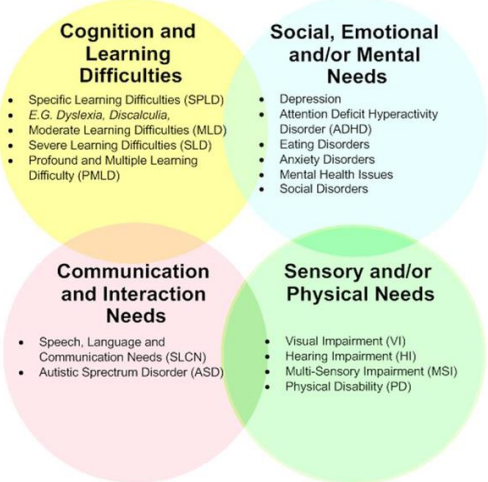 Cognition and
Learning
Difficulties
• Specific Learning Difficulties (SPLD)
• E.G. Dyslexia, Discalculia,
• Moderate Learning Difficulties (MLD)
• Severe Learning Difficulties (SLD)
• Profound and Multiple Learning
Difficulty (PMLD)
Social, Emotional
and/or Mental
Needs
• Depression
• Attention Deficit Hyperactivity
Disorder (ADHD)
• Eating Disorders
• Anxiety Disorders
• Mental Health Issues
• Social Disorders
Communication
and Interaction
Needs
• Speech, Language and
Communication Needs (SLCN)
• Autistic Spectrum Disorder (ASD)
Sensory and/or
Physical Needs
• Visual Impairment (VI)
• Hearing Impairment (HI)
• Multi-Sensory Impairment (MSI)
• Physical Disability (PD)